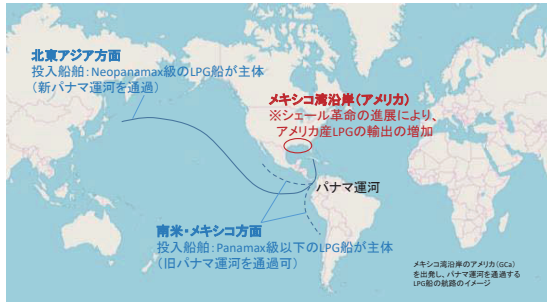 北東アジア方面
投入船舶：Neopanamax級のLPG船が主体
（新パナマ運河を通過）
メキシコ湾沿岸（アメリカ）
※シェール革命の進展により、
アメリカ産LPGの輸出の増加
パナマ運河
南米・メキシコ方面
投入船舶：Panamax級以下のLPG船が主体
（旧パナマ運河を通過可）
メキシコ湾沿岸のアメリカ（GCa）
を出発し、パナマ運河を通過する
LPG船の航路のイメージ